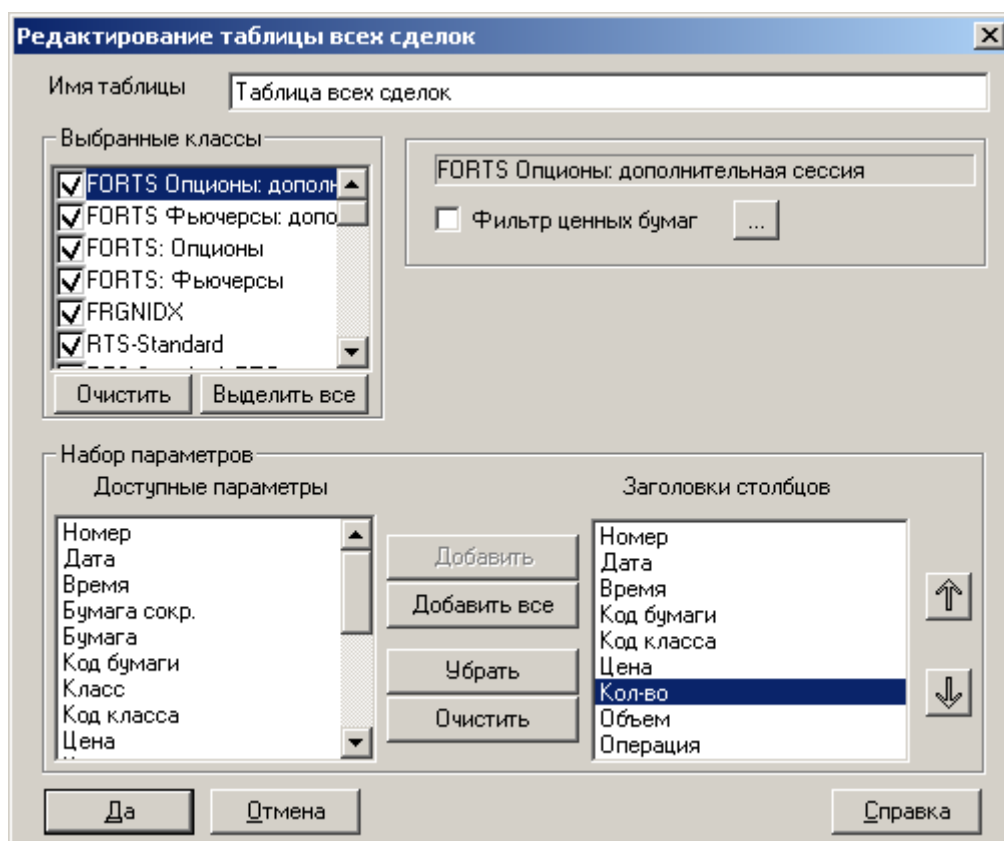 Редактирование таблицы всех сделок
Имя таблицы
Таблица всех сделок
Выбранные классы
FORTS Опционы: дополн
FORTS Фьючерсы: допо
FORTS: Опционы
FORTS: Фьючерсы
FRGNIDX
RTS-Standard
Очистить
Выделить все
FORTS Опционы: дополнительная сессия
Фильтр ценных бумаг
...
Набор параметров
Доступные параметры
Номер
Дата
Время
Бумага сокр.
Бумага
Код бумаги
Класс
Код класса
Цена
Добавить
Добавить все
Убрать
Очистить
Заголовки столбцов
Номер
Дата
Время
Код бумаги
Код класса
Цена
Кол-во
Объем
Операция
Да
Отмена
Справка